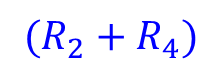 (R₂ + R₄)